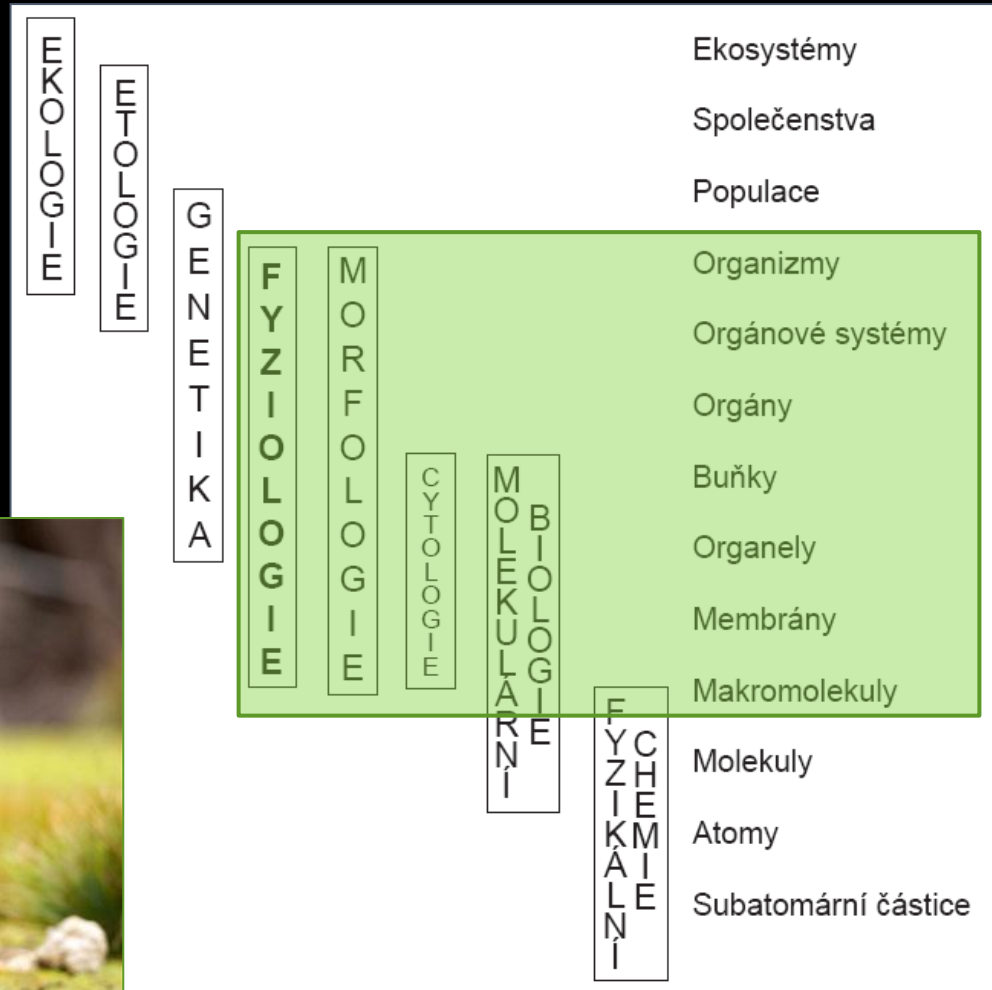 EKOLOGIE
ETOLOGIE
GENETIKA
FYZIOLOGIE
MORFOLOGIE
CYTOLOGIE
MOLEKULÁRNÍ
BIOLOGIE
FYZIKÁLNÍ
CHEMIE
Ekosystémy
Společenstva
Populace
Organizmy
Orgánové systémy
Orgány
Buňky
Organely
Membrány
Makromolekuly
Molekuly
Atomy
Subatomární částice